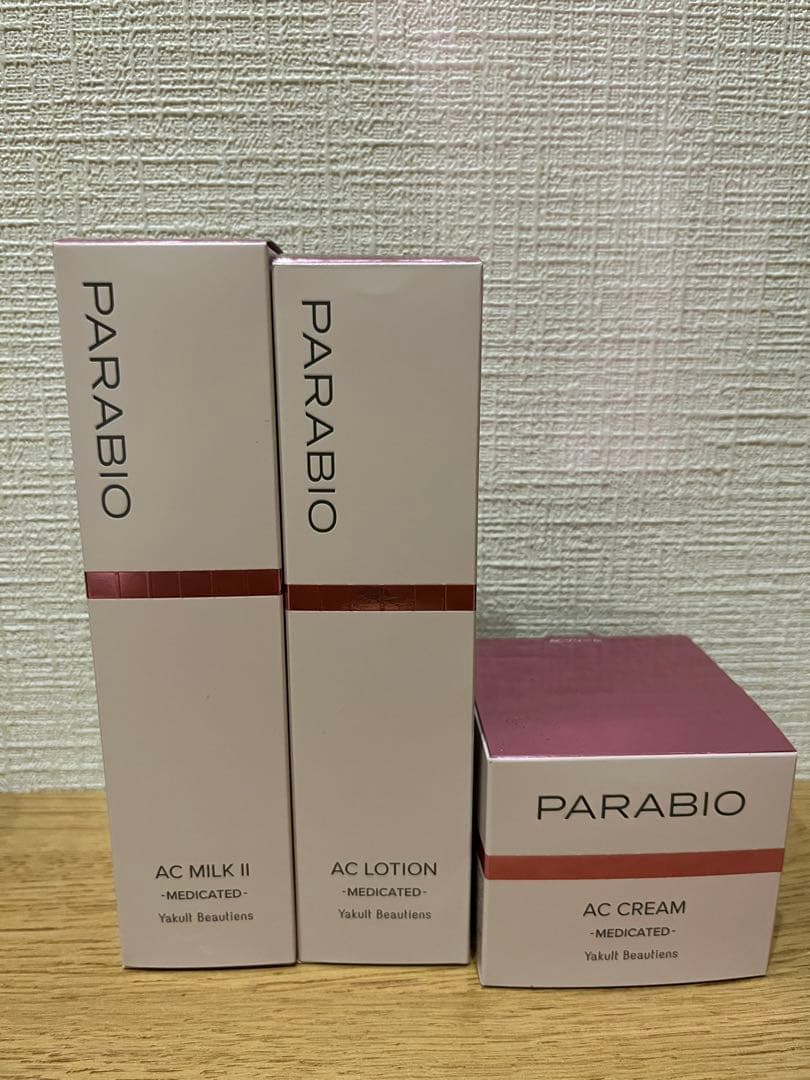 PARABIO
AC MILK II
-MEDICATED-
Yakult Beautiens
PARABIO
AC LOTION
-MEDICATED-
Yakult Beautiens
PARABIO
AC CREAM
-MEDICATED-
Yakult Beautiens